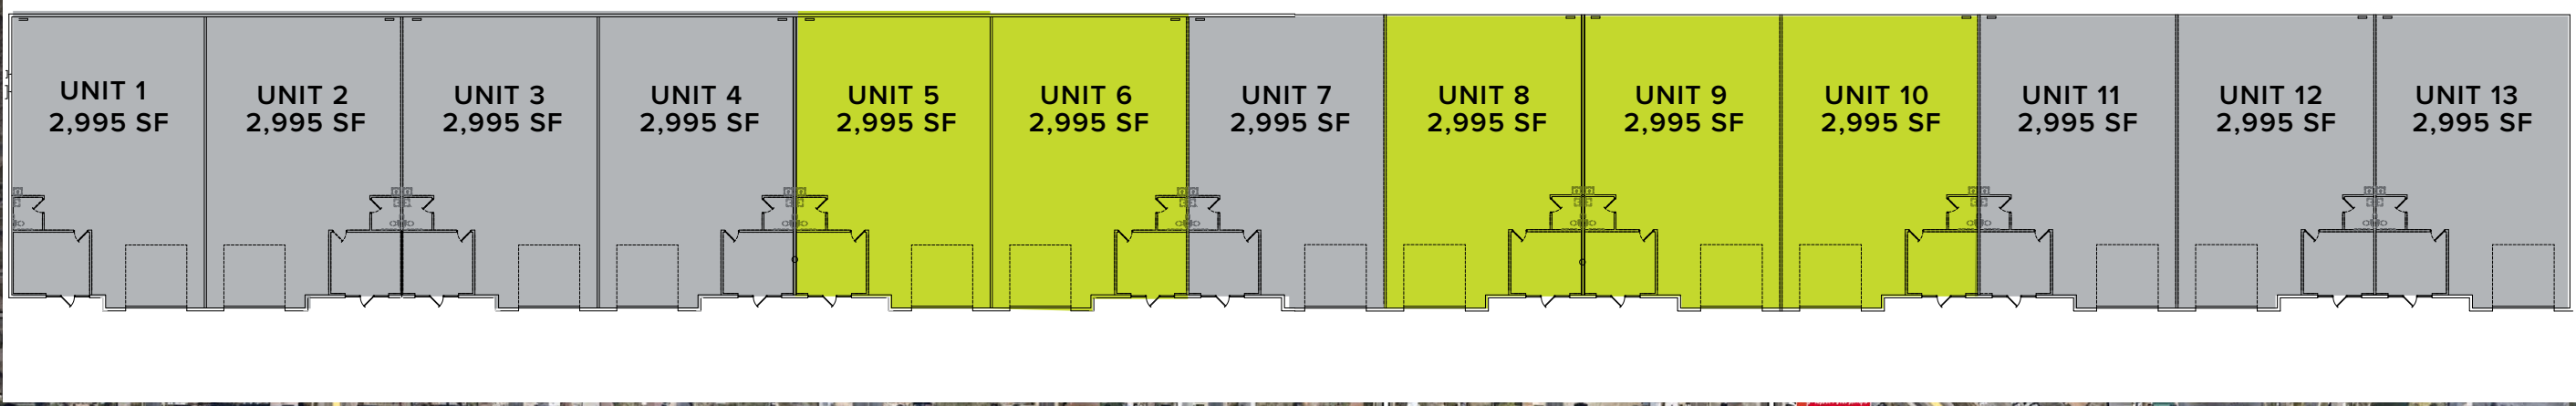 UNIT 1
2,995 SF
UNIT 2
2,995 SF
UNIT 3
2,995 SF
UNIT 4
2,995 SF
UNIT 5
2,995 SF
UNIT 6
2,995 SF
UNIT 7
2,995 SF
UNIT 8
2,995 SF
UNIT 9
2,995 SF
UNIT 10
2,995 SF
UNIT 11
2,995 SF
UNIT 12
2,995 SF
UNIT 13
2,995 SF